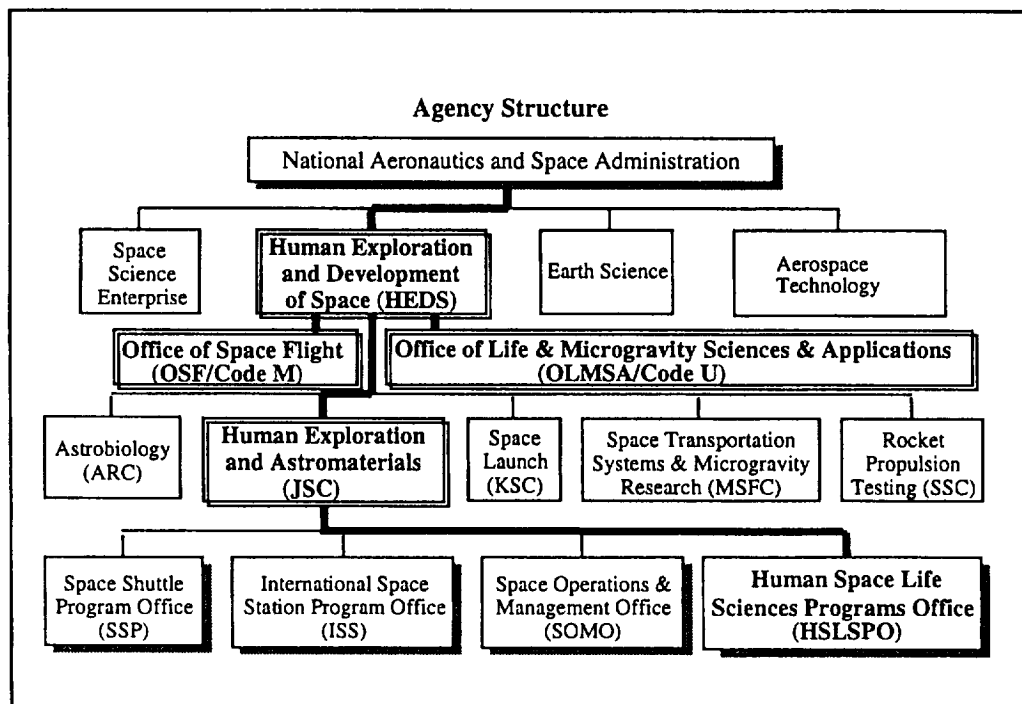 Agency Structure
National Aeronautics and Space Administration
Space
Science
Enterprise
Human Exploration
and Development
of Space (HEDS)
Earth Science
Aerospace
Technology
Office of Space Flight
(OSF/Code M)
Office of Life & Microgravity Sciences & Applications
(OLMSA/Code U)
Astrobiology
(ARC)
Human Exploration
and Astromaterials
(JSC)
Space
Launch
(KSC)
Space Transportation
Systems & Microgravity
Research (MSFC)
Rocket
Propulsion
Testing (SSC)
Space Shuttle
Program Office
(SSP)
International Space
Station Program Office
(ISS)
Space Operations &
Management Office
(SOMO)
Human Space Life
Sciences Programs Office
(HSLSPO)